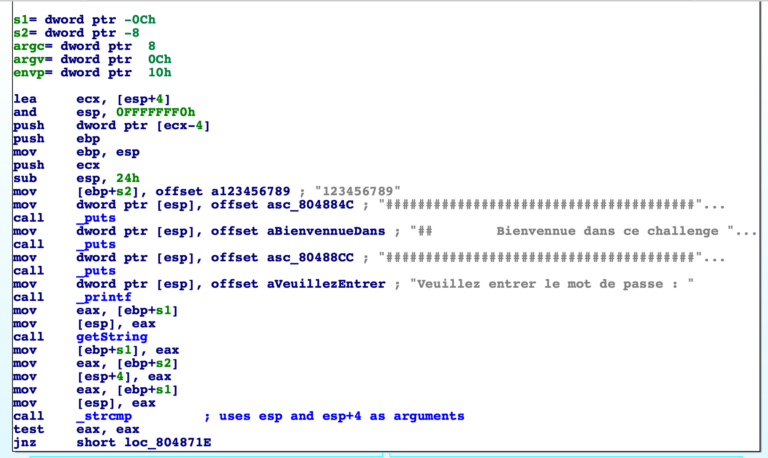 s1= dword ptr -0Ch
s2= dword ptr -8
argc= dword ptr  8
argv= dword ptr  0Ch
envp= dword ptr  10h
lea     ecx, [esp+4]
and     esp, 0FFFFFFF0h
push    dword ptr [ecx-4]
push    ebp
mov     ebp, esp
push    ecx
sub     esp, 24h
mov     [ebp+s2], offset a123456789 ; "123456789"
mov     dword ptr [esp], offset asc_804884C ; "#######################################"...
call    _puts
mov     dword ptr [esp], offset aBienvennueDans ; "##        Bienvennue dans ce challenge "...
call    _puts
mov     dword ptr [esp], offset asc_80488CC ; "#######################################"...
call    _puts
mov     dword ptr [esp], offset aVeuillezEntrer ; "Veuillez entrer le mot de passe : "
call    _printf
mov     eax, [ebp+s1]
mov     [esp], eax
call    getString
mov     [ebp+s1], eax
mov     eax, [ebp+s2]
mov     [esp+4], eax
mov     eax, [ebp+s1]
mov     [esp], eax
call    _strcmp         ; uses esp and esp+4 as arguments
test    eax, eax
jnz     short loc_804871E